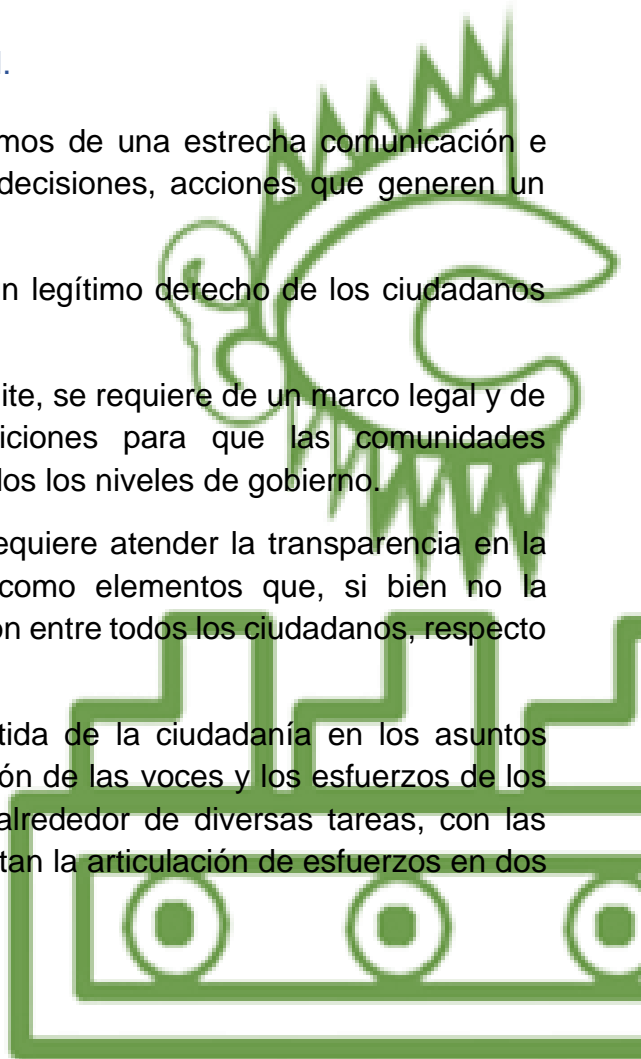 l.
mos de una estrecha comunicación e
decisiones, acciones que generen un
n legítimo derecho de los ciudadanos
ite, se requiere de un marco legal y de
iciones para que las comunidades
los los niveles de gobierno.
equiere atender la transparencia en la
como elementos que, si bien no la
ón entre todos los ciudadanos, respecto
tida de la ciudadanía en los asuntos
ión de las voces y los esfuerzos de los
alrededor de diversas tareas, con las
tan la articulación de esfuerzos en dos